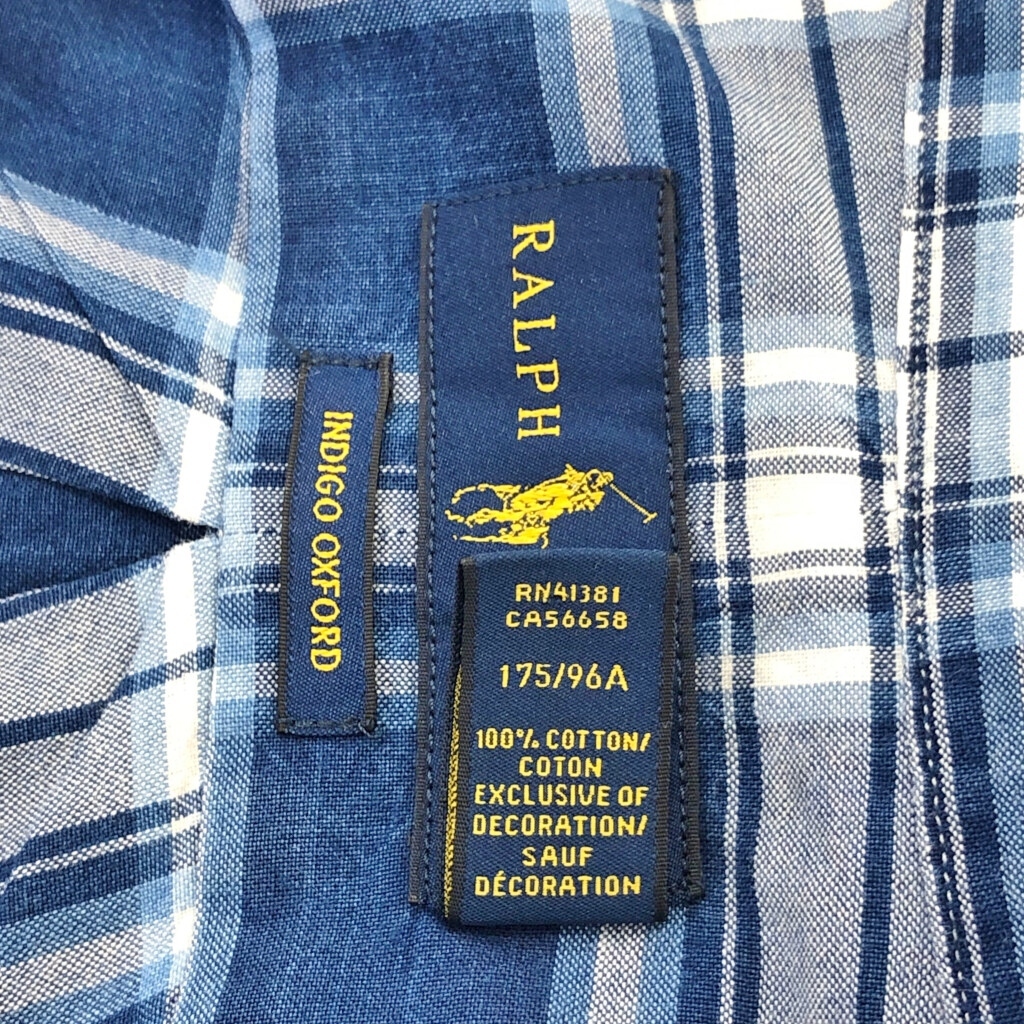 RALPH
INDIGO OXFORD
RN41381
CA56658
175/96A
100% COTTON/
COTON
EXCLUSIVE OF
DECORATION/
SAUF
DÉCORATION